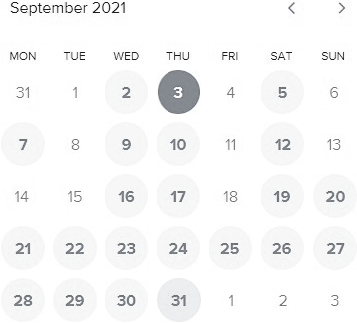 September 2021 < >
MON TUE WED THU FRI SAT SUN
31 1 2 3 4 5 6
7 8 9 10 11 12 13
14 15 16 17 18 19 20
21 22 23 24 25 26 27
28 29 30 31 1 2 3